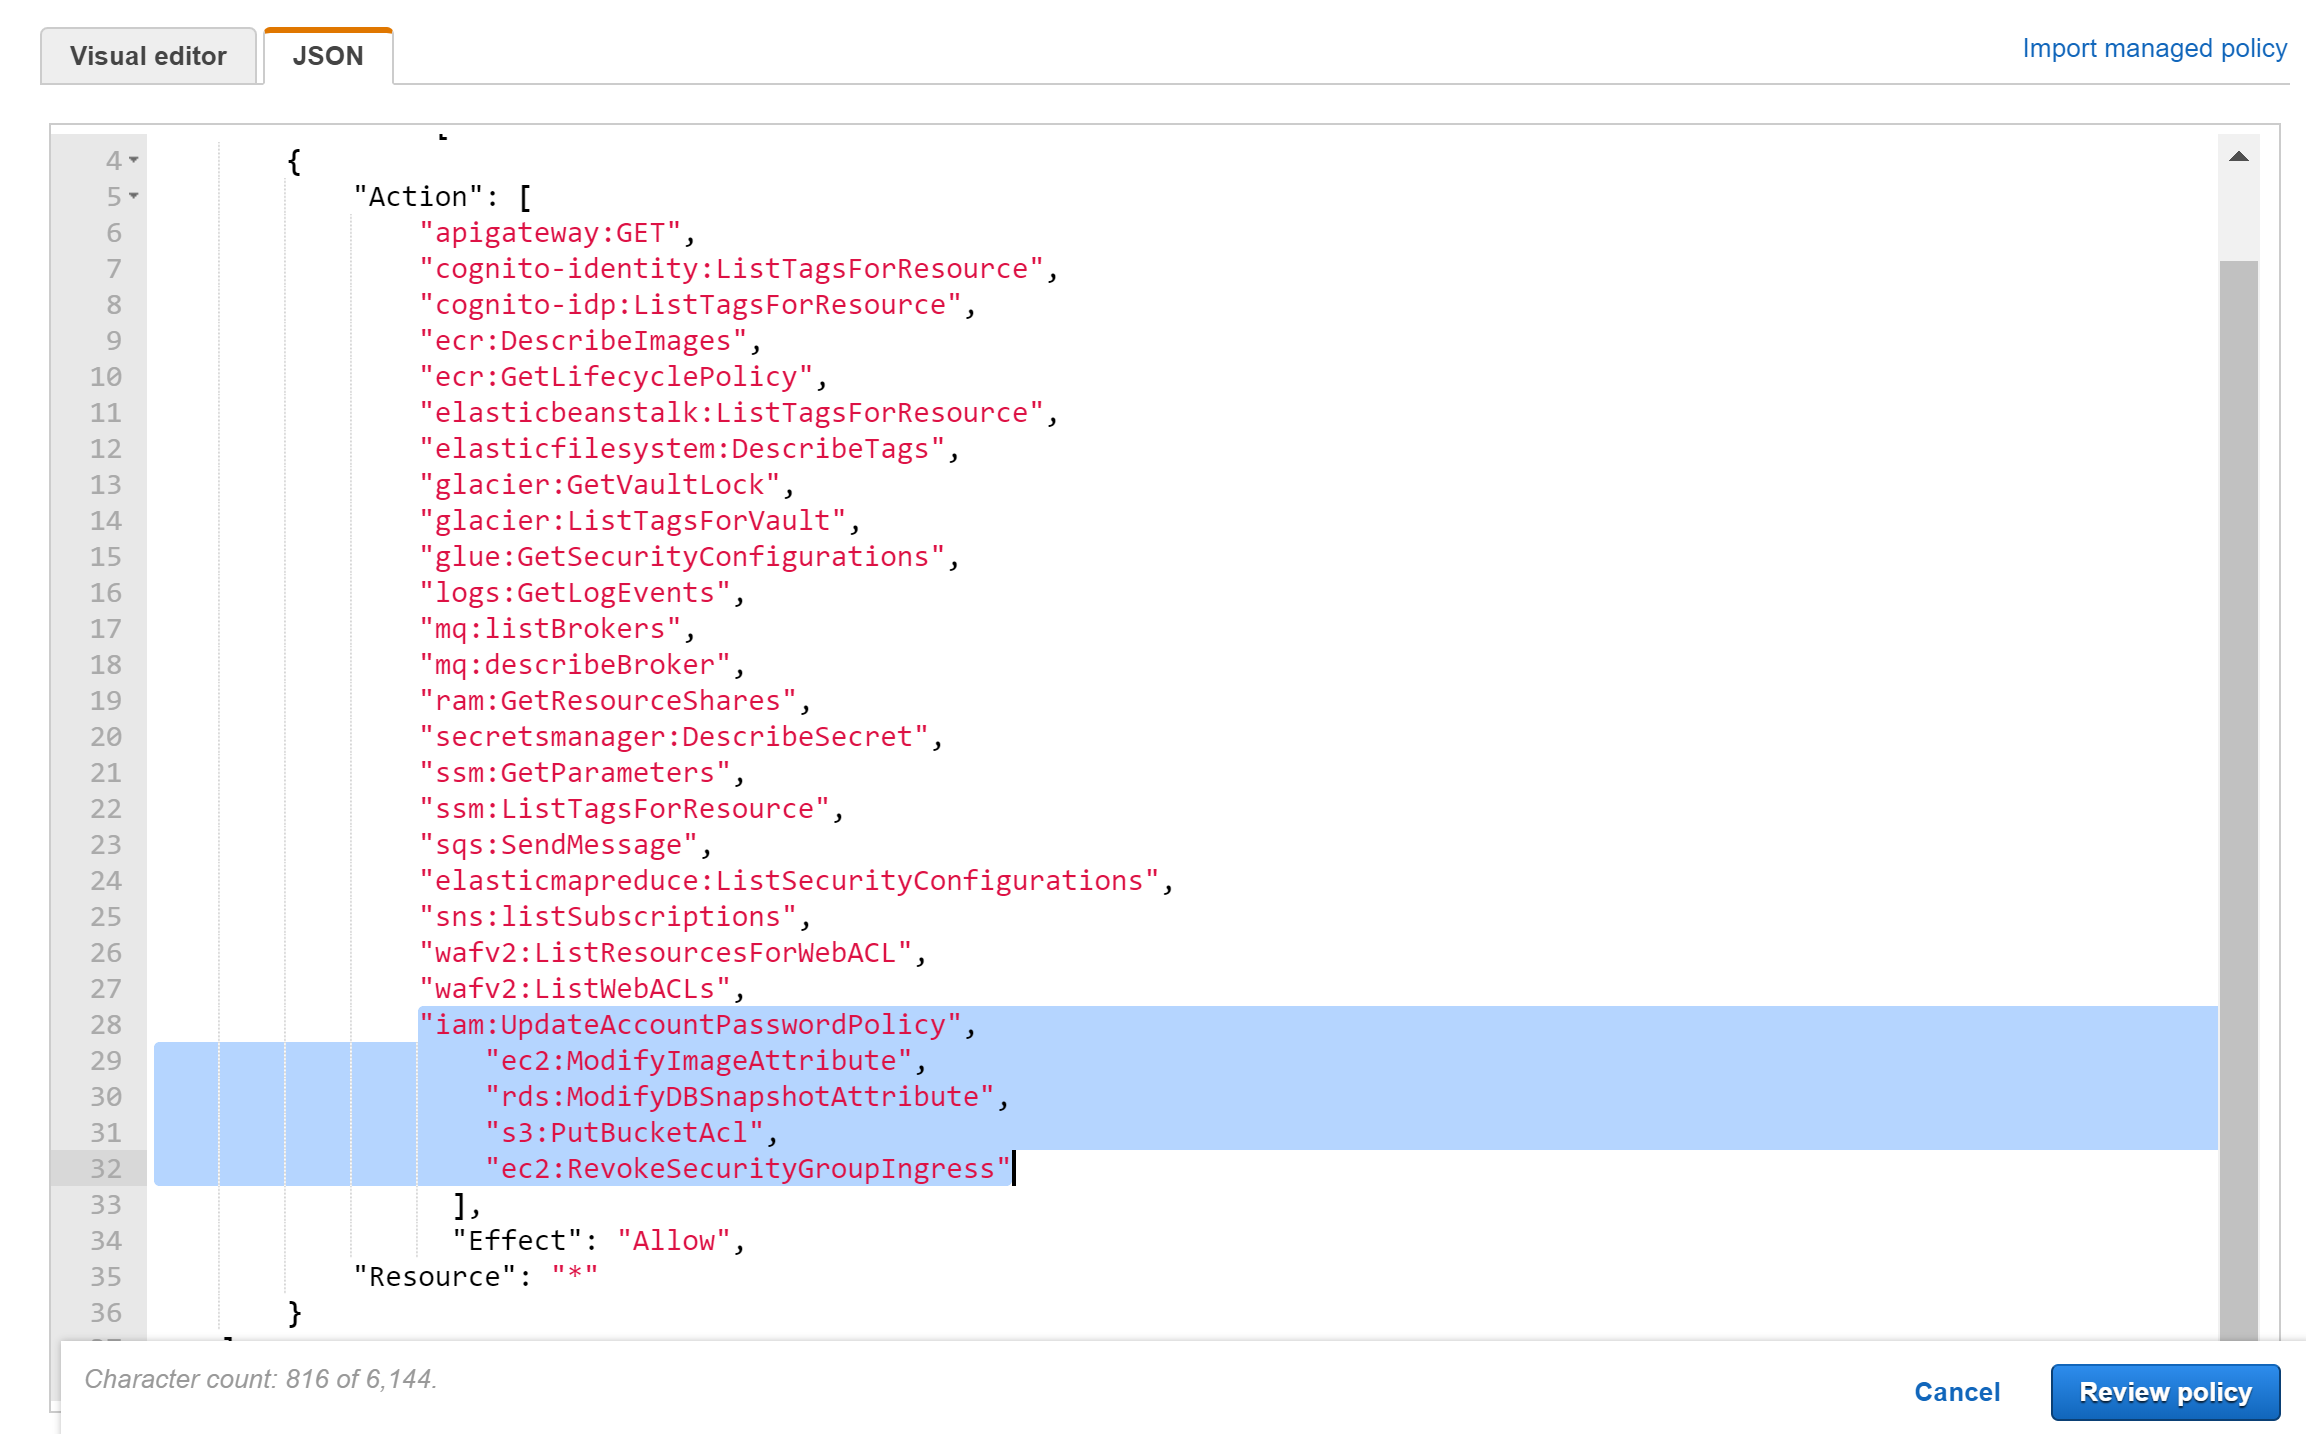 Visual editor
JSON
Import managed policy
4 {
5 "Action": [
6 "apigateway:GET",
7 "cognito-identity:ListTagsForResource",
8 "cognito-idp:ListTagsForResource",
9 "ecr:DescribeImages",
10 "ecr:GetLifecyclePolicy",
11 "elasticbeanstalk:ListTagsForResource",
12 "elasticfilesystem:DescribeTags",
13 "glacier:GetVaultLock",
14 "glacier:ListTagsForVault",
15 "glue:GetSecurityConfigurations",
16 "logs:GetLogEvents",
17 "mq:listBrokers",
18 "mq:describeBroker",
19 "ram:GetResourceShares",
20 "secretsmanager:DescribeSecret",
21 "ssm:GetParameters",
22 "ssm:ListTagsForResource",
23 "sqs:SendMessage",
24 "elasticmapreduce:ListSecurityConfigurations",
25 "sns:listSubscriptions",
26 "wafv2:ListResourcesForWebACL",
27 "wafv2:ListWebACLs",
28 "iam:UpdateAccountPasswordPolicy",
29 "ec2:ModifyImageAttribute",
30 "rds:ModifyDBSnapshotAttribute",
31 "s3:PutBucketAcl",
32 "ec2:RevokeSecurityGroupIngress"
33 ],
34 "Effect": "Allow",
35 "Resource": "*"
36 }
Character count: 816 of 6,144.
Cancel
Review policy